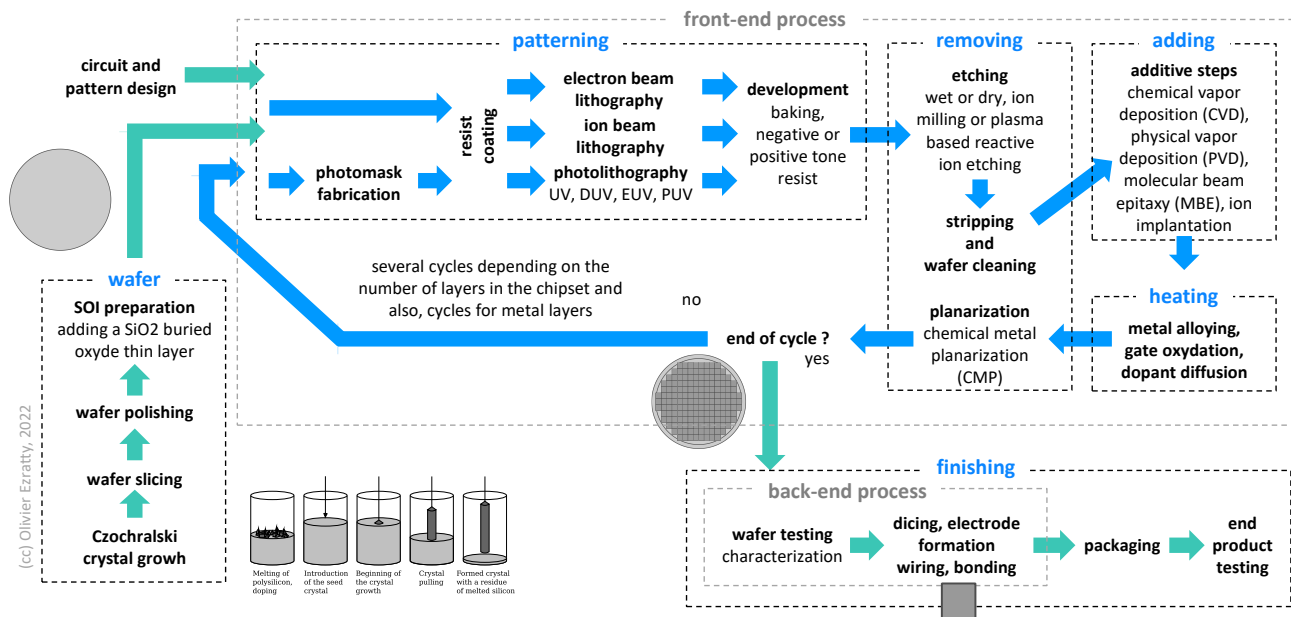 front-end process
patterning
removing
adding
circuit and
pattern design
resist
coating
photomask
fabrication
electron beam
lithography
ion beam
lithography
photolithography
UV, DUV, EUV, PUV
development
baking,
negative or
positive tone
resist
etching
wet or dry, ion
milling or plasma
based reactive
ion etching
stripping
and
wafer cleaning
additive steps
chemical vapor
deposition (CVD),
physical vapor
deposition (PVD),
molecular beam
epitaxy (MBE), ion
implantation
heating
metal alloying,
gate oxydation,
dopant diffusion
planarization
chemical metal
planarization
(CMP)
several cycles depending on the
number of layers in the chipset and
also, cycles for metal layers
no
end of cycle ?
yes
wafer
SOI preparation
adding a SiO2 buried
oxyde thin layer
wafer polishing
wafer slicing
Czochralski
crystal growth
(cc) Olivier Ezratty, 2022
Melting of
polysilicon,
doping
Introduction
of the seed
crystal
Beginning of
the crystal
growth
Crystal
pulling
Formed crystal
with a residue
of melted silicon
finishing
back-end process
wafer testing
characterization
dicing, electrode
formation
wiring, bonding
packaging
end
product
testing